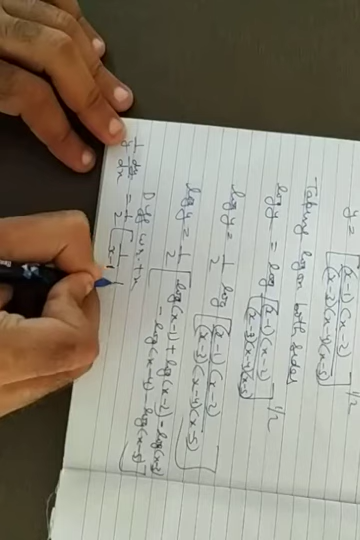 y = [(x-1)(x-2) / (x-3)(x-4)(x-5)]^1/2
Taking log on both sides
log y = log [(x-1)(x-2) / (x-3)(x-4)(x-5)]^1/2
log y = 1/2 log [(x-1)(x-2) / (x-3)(x-4)(x-5)]
log y = 1/2 [log(x-1) + log(x-2) - log(x-3)
- log(x-4) - log(x-5)]
Diff w.r.t x
1/y dy/dx = 1/2 [1/x-1